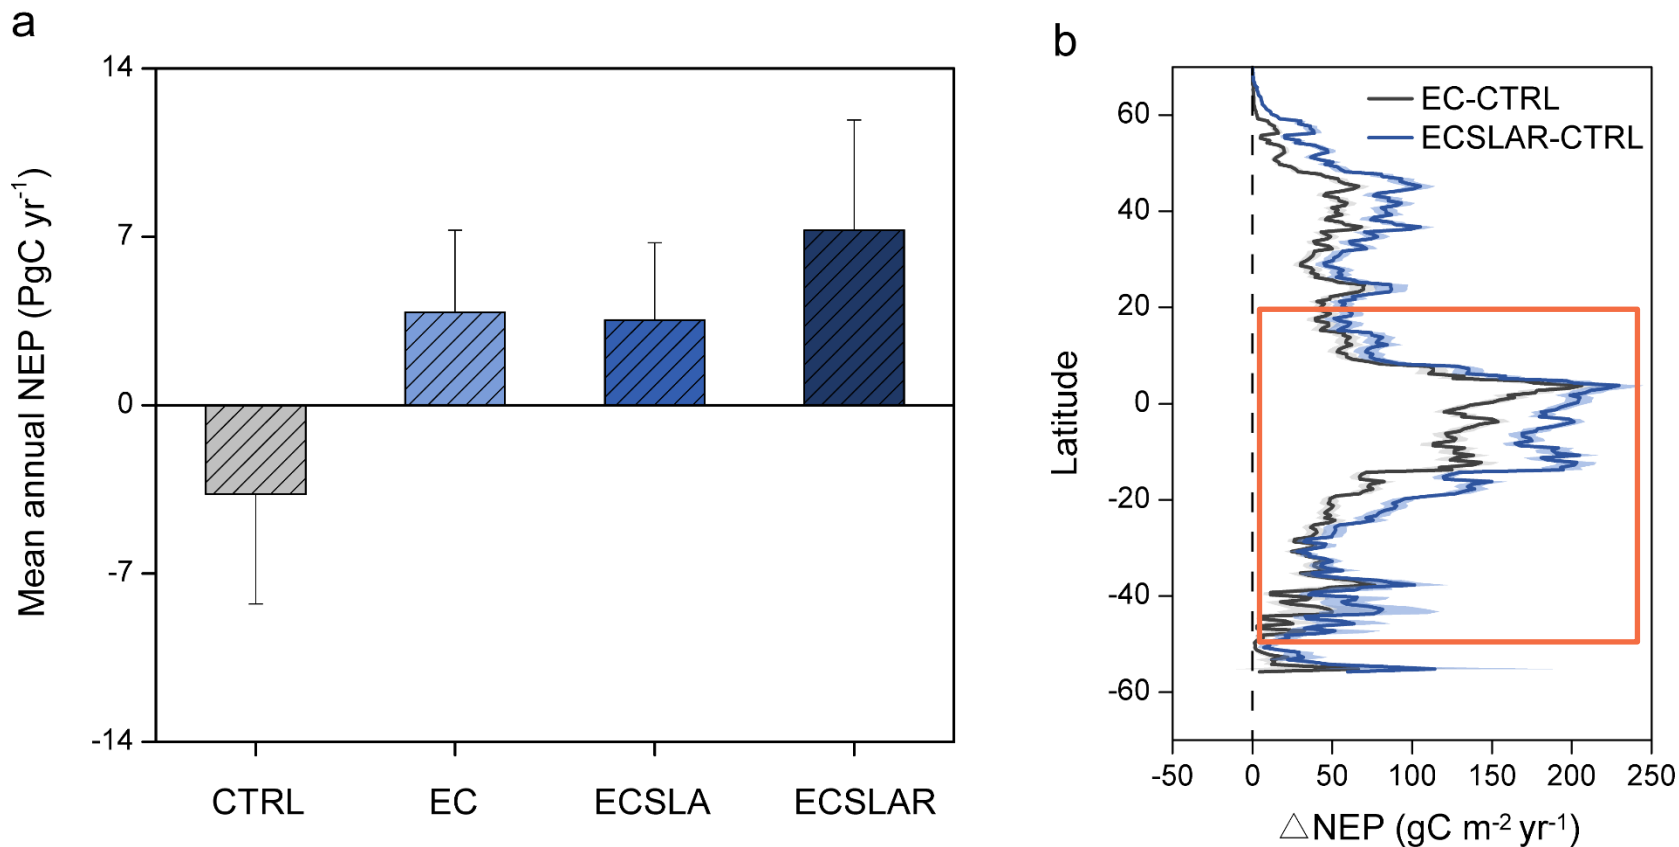 a
14
7
0
-7
-14
Mean annual NEP (PgC yr⁻¹)
CTRL
EC
ECSLA
ECSLAR
b
EC-CTRL
ECSLAR-CTRL
60
40
20
0
-20
-40
-60
Latitude
-50
0
50
100
150
200
250
△NEP (gC m⁻² yr⁻¹)